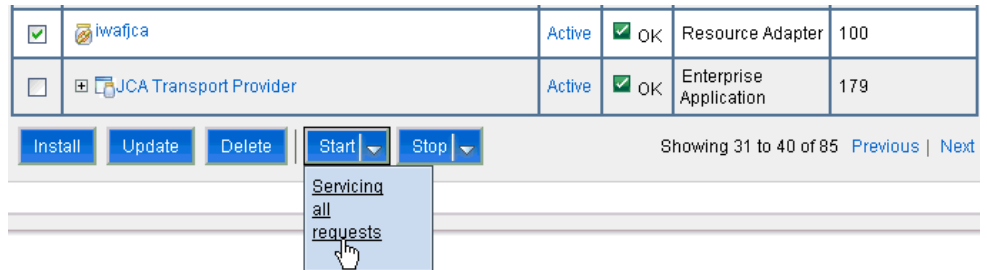 iwafjca Active OK Resource Adapter 100
JCA Transport Provider Active OK Enterprise Application 179
Install Update Delete Start Stop Showing 31 to 40 of 85 Previous | Next
Servicing
all
requests